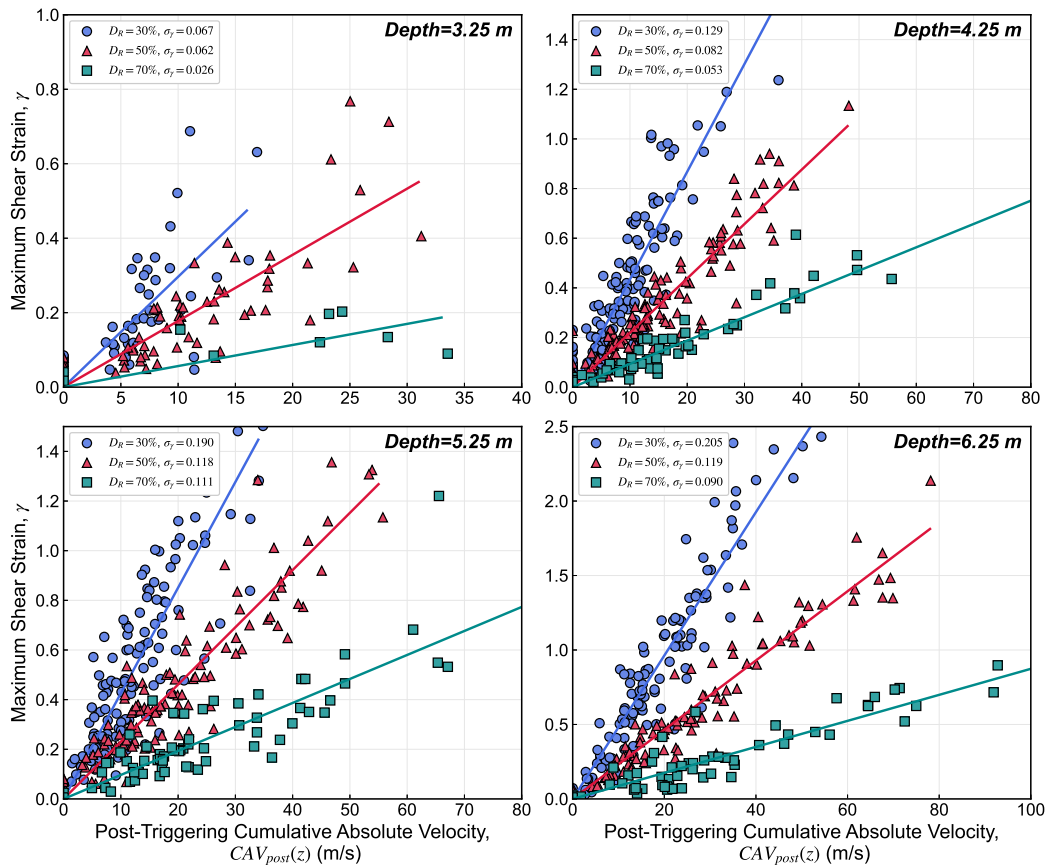 Depth=3.25 m
D_R = 30%, σ_γ = 0.067
D_R = 50%, σ_γ = 0.062
D_R = 70%, σ_γ = 0.026
Maximum Shear Strain, γ
1.0
0.8
0.6
0.4
0.2
0.0
0 5 10 15 20 25 30 35 40
Depth=4.25 m
D_R = 30%, σ_γ = 0.129
D_R = 50%, σ_γ = 0.082
D_R = 70%, σ_γ = 0.053
1.4
1.2
1.0
0.8
0.6
0.4
0.2
0.0
0 10 20 30 40 50 60 70 80
Depth=5.25 m
D_R = 30%, σ_γ = 0.190
D_R = 50%, σ_γ = 0.118
D_R = 70%, σ_γ = 0.111
Maximum Shear Strain, γ
1.4
1.2
1.0
0.8
0.6
0.4
0.2
0.0
0 10 20 30 40 50 60 70 80
Post-Triggering Cumulative Absolute Velocity,
CAV_post(z) (m/s)
Depth=6.25 m
D_R = 30%, σ_γ = 0.205
D_R = 50%, σ_γ = 0.119
D_R = 70%, σ_γ = 0.090
2.5
2.0
1.5
1.0
0.5
0.0
0 20 40 60 80 100
Post-Triggering Cumulative Absolute Velocity,
CAV_post(z) (m/s)